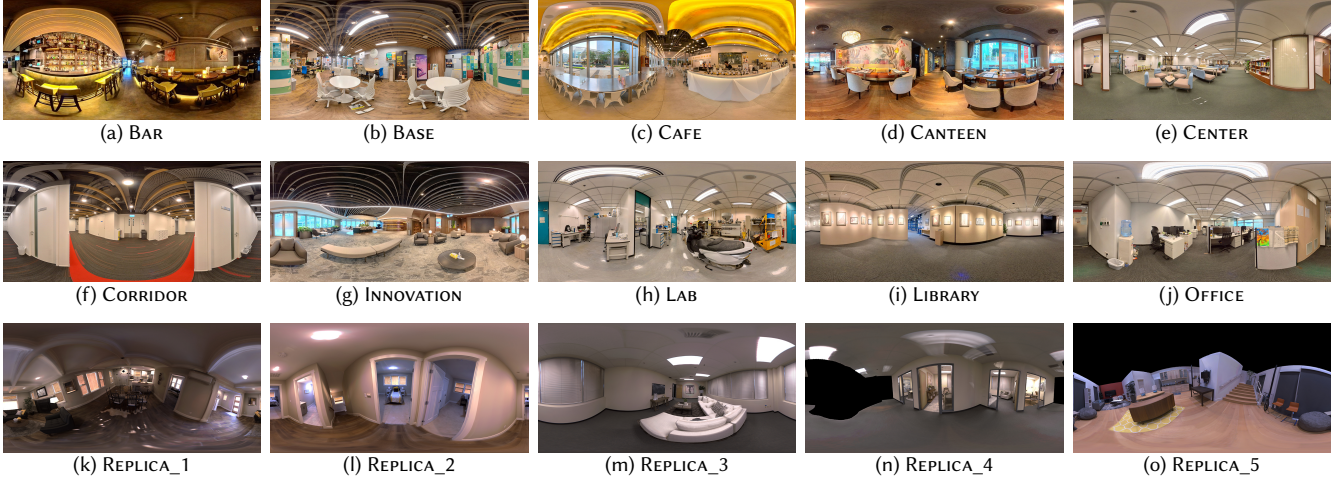 (a) Bar
(b) Base
(c) Cafe
(d) Canteen
(e) Center
(f) Corridor
(g) Innovation
(h) Lab
(i) Library
(j) Office
(k) Replica_1
(l) Replica_2
(m) Replica_3
(n) Replica_4
(o) Replica_5